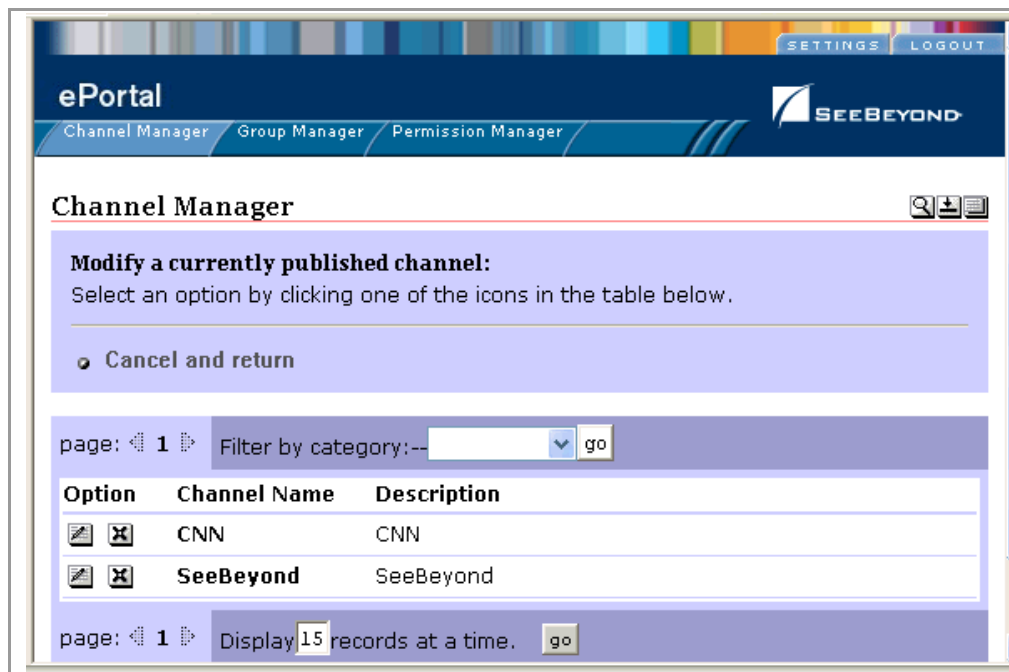 SETTINGS LOGOUT
ePortal
SEEBEYOND
Channel Manager Group Manager Permission Manager
Channel Manager
Modify a currently published channel:
Select an option by clicking one of the icons in the table below.
Cancel and return
page: 1 Filter by category:-- go
Option Channel Name Description
CNN CNN
SeeBeyond SeeBeyond
page: 1 Display 15 records at a time. go